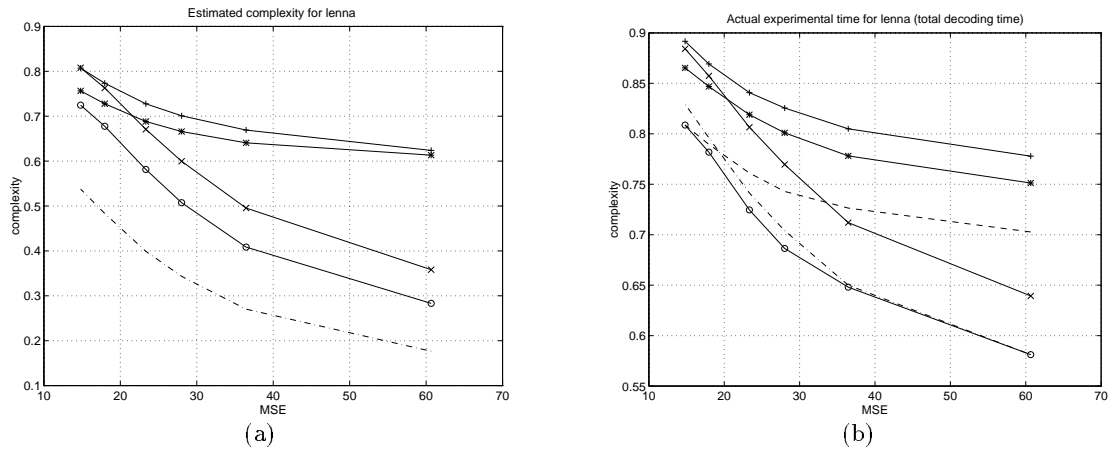 Estimated complexity for lenna
0.9
0.8
0.7
0.6
0.5
0.4
0.3
0.2
0.1
complexity
10 20 30 40 50 60 70
MSE
(a)
Actual experimental time for lenna (total decoding time)
0.9
0.85
0.8
0.75
0.7
0.65
0.6
0.55
complexity
10 20 30 40 50 60 70
MSE
(b)